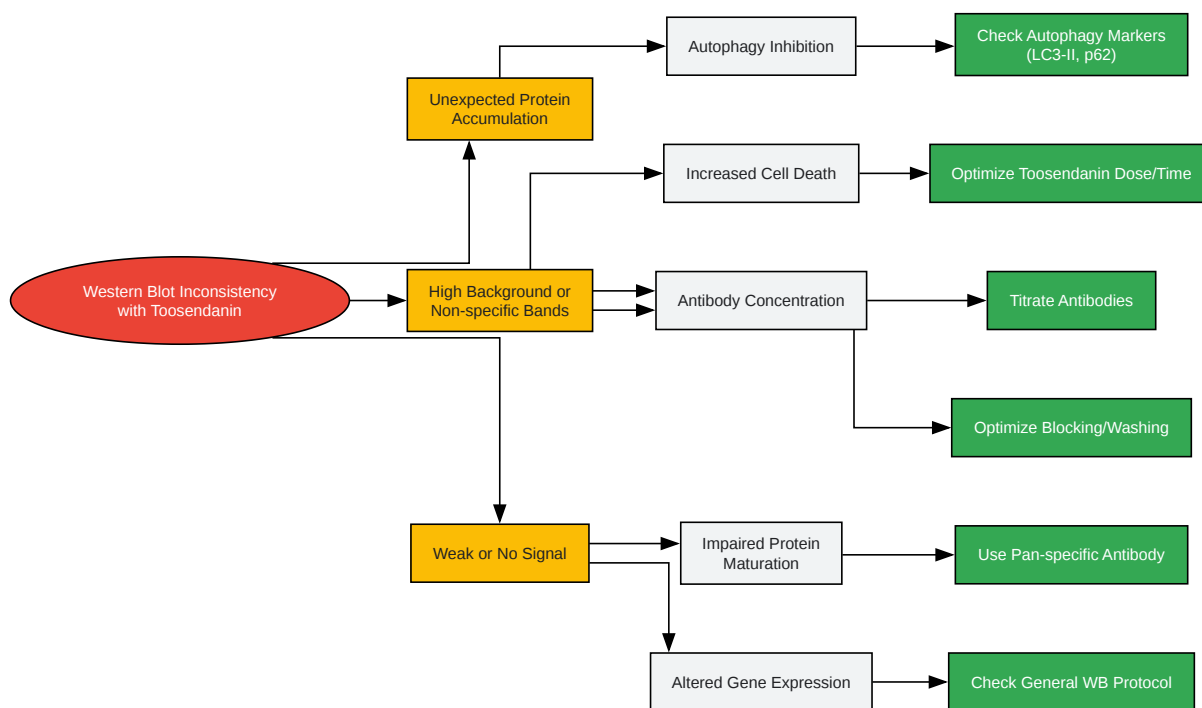 Autophagy Inhibition
Check Autophagy Markers
(LC3-II, p62)
Unexpected Protein
Accumulation
Increased Cell Death
Optimize Toosendanin Dose/Time
Western Blot Inconsistency
with Toosendanin
High Background or
Non-specific Bands
Antibody Concentration
Titrate Antibodies
Optimize Blocking/Washing
Weak or No Signal
Impaired Protein
Maturation
Use Pan-specific Antibody
Altered Gene Expression
Check General WB Protocol